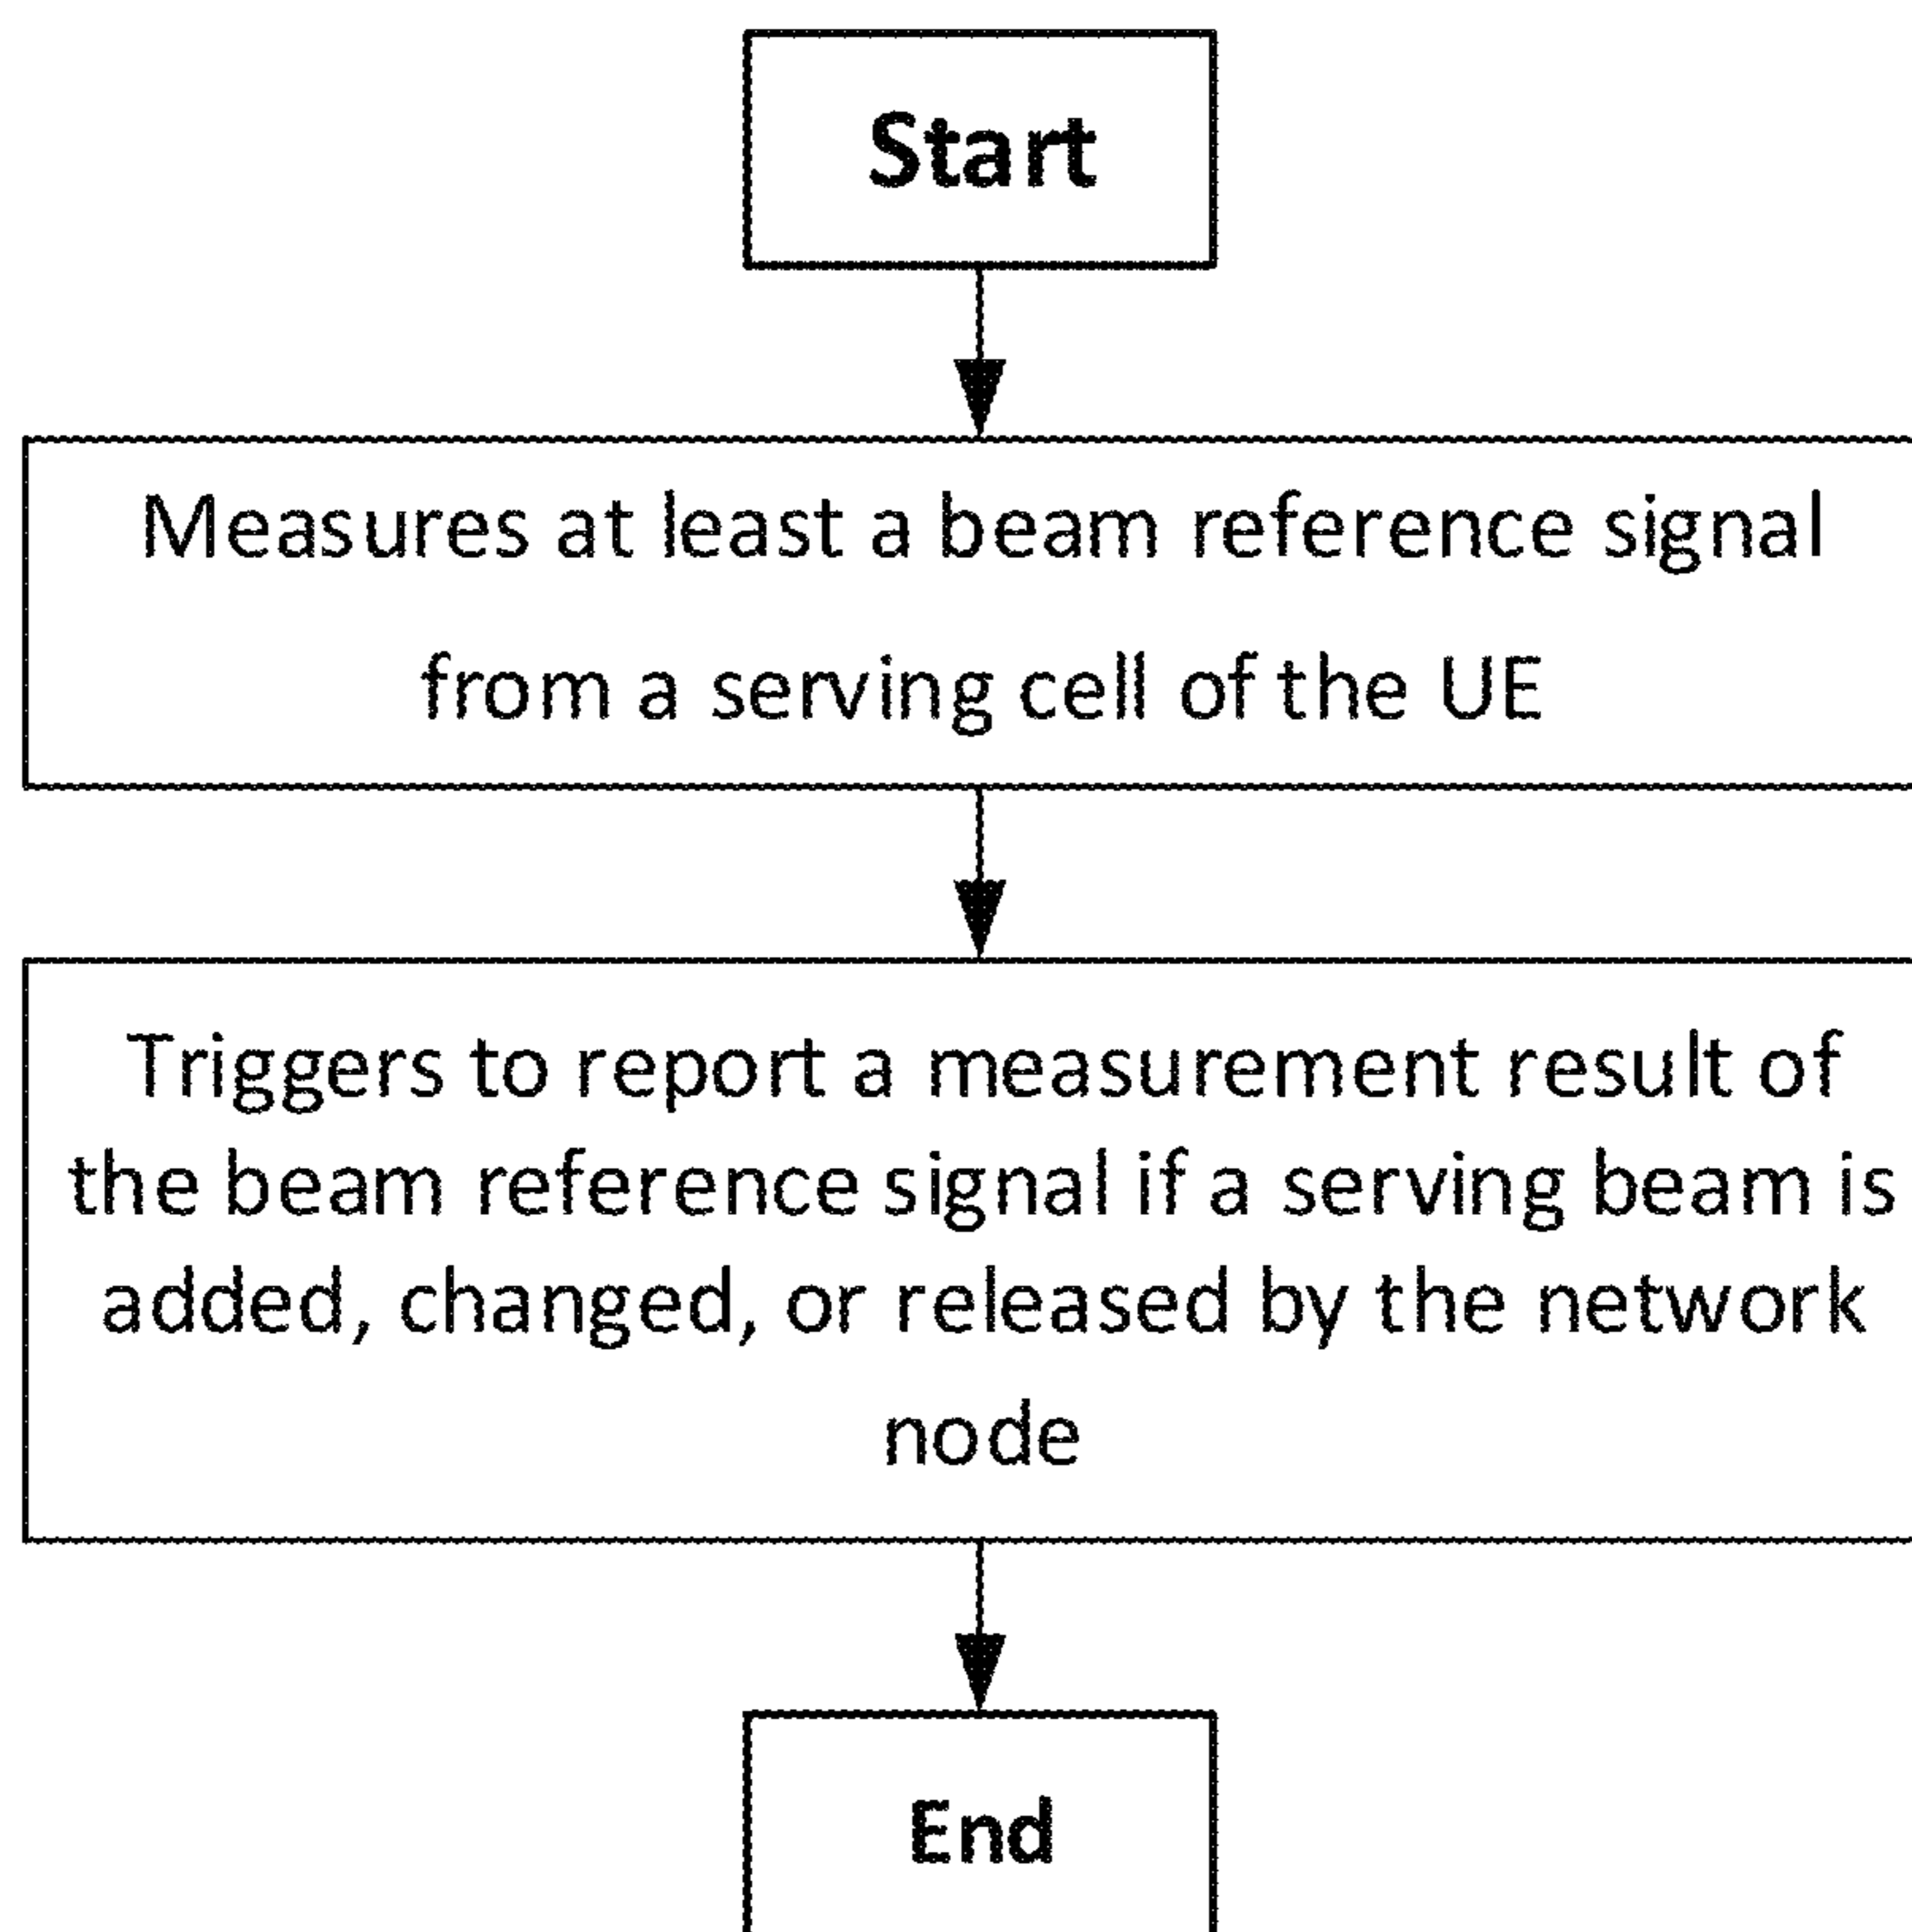 Start
Measures at least a beam reference signal
from a serving cell of the UE
Triggers to report a measurement result of
the beam reference signal if a serving beam is
added, changed, or released by the network
node
End